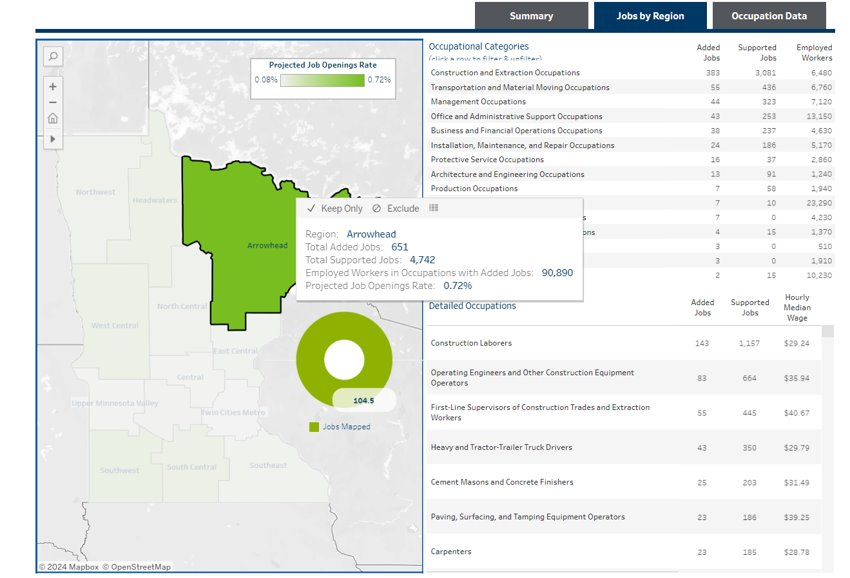 Summary
Jobs by Region
Occupation Data
Projected Job Openings Rate
0.08%
0.72%
Northwest
Headwaters
Arrowhead
North Central
West Central
East Central
Central
Upper Minnesota Valley
Twin Cities Metro
Southwest
South Central
Southeast
Keep Only
Exclude
Region: Arrowhead
Total Added Jobs: 651
Total Supported Jobs: 4,742
Employed Workers in Occupations with Added Jobs: 90,890
Projected Job Openings Rate: 0.72%
104.5
Jobs Mapped
© 2024 Mapbox © OpenStreetMap
Occupational Categories
(click a row to filter & unfilter)
Added Jobs
Supported Jobs
Employed Workers
Construction and Extraction Occupations 383 3,081 6,480
Transportation and Material Moving Occupations 55 436 6,760
Management Occupations 44 323 7,120
Office and Administrative Support Occupations 43 253 13,150
Business and Financial Operations Occupations 38 237 4,630
Installation, Maintenance, and Repair Occupations 24 186 5,170
Protective Service Occupations 16 37 2,860
Architecture and Engineering Occupations 13 91 1,240
Production Occupations 7 58 1,940
7 10 23,290
s 7 0 4,230
ons 4 15 1,370
3 0 510
3 0 1,910
2 15 10,230
Detailed Occupations
Added Jobs
Supported Jobs
Hourly Median Wage
Construction Laborers 143 1,157 $29.24
Operating Engineers and Other Construction Equipment
Operators 83 664 $35.94
First-Line Supervisors of Construction Trades and Extraction
Workers 55 445 $40.67
Heavy and Tractor-Trailer Truck Drivers 43 350 $29.79
Cement Masons and Concrete Finishers 25 203 $31.49
Paving, Surfacing, and Tamping Equipment Operators 23 186 $39.25
Carpenters 23 185 $28.78